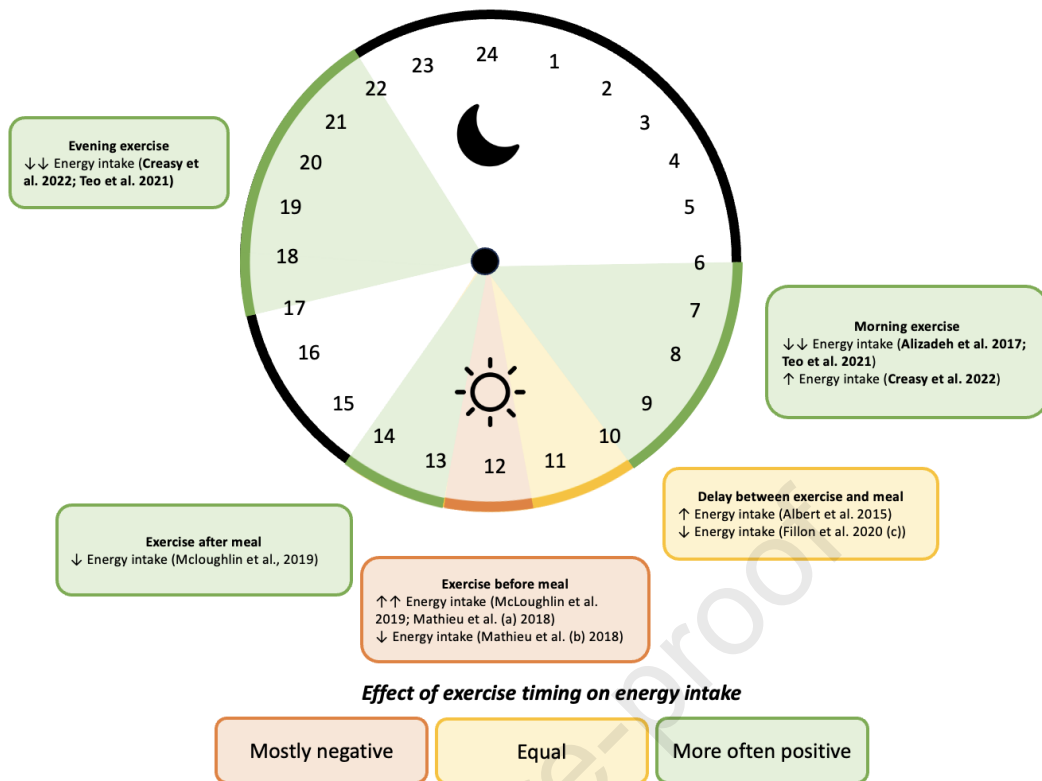 24
1
2
3
4
5
6
7
8
9
10
11
12
13
14
15
16
17
18
19
20
21
22
23
Evening exercise
↓↓ Energy intake (Creasy et
al. 2022; Teo et al. 2021)
Morning exercise
↓↓ Energy intake (Alizadeh et al. 2017;
Teo et al. 2021)
↑ Energy intake (Creasy et al. 2022)
Delay between exercise and meal
↑ Energy intake (Albert et al. 2015)
↓ Energy intake (Fillon et al. 2020 (c))
Exercise after meal
↓ Energy intake (Mcloughlin et al., 2019)
Exercise before meal
↑↑ Energy intake (McLoughlin et al.
2019; Mathieu et al. (a) 2018)
↓ Energy intake (Mathieu et al. (b) 2018)
Effect of exercise timing on energy intake
Mostly negative
Equal
More often positive
e-proof